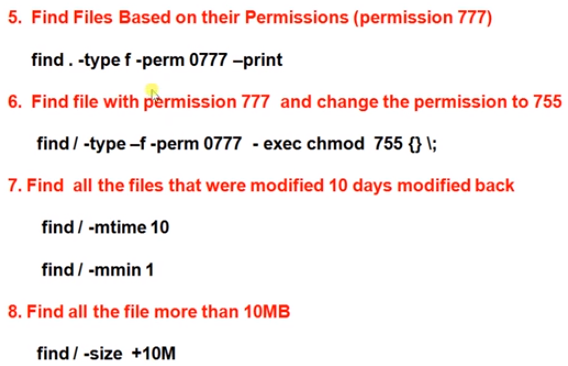 5. Find Files Based on their Permissions (permission 777)
find . -type f -perm 0777 –print
6. Find file with permission 777 and change the permission to 755
find / -type –f -perm 0777 - exec chmod 755 {} \;
7. Find all the files that were modified 10 days modified back
find / -mtime 10
find / -mmin 1
8. Find all the file more than 10MB
find / -size +10M